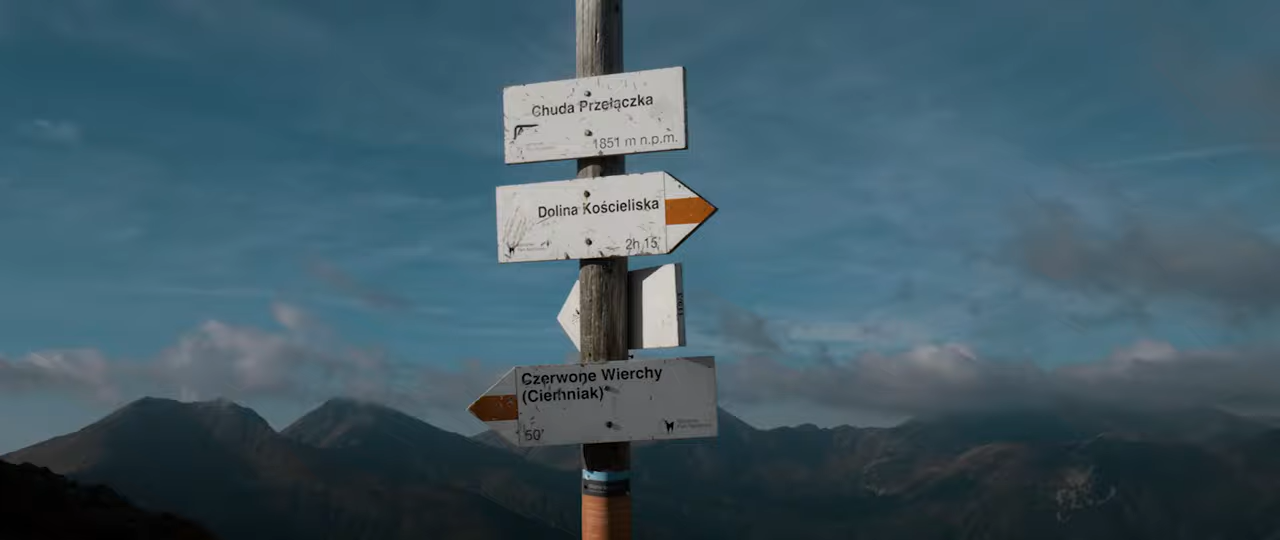 Chuda Przełączka
1851 m n.p.m.
Dolina Kościeliska
2h 15'
Czerwone Wierchy
(Ciemniak)
50'